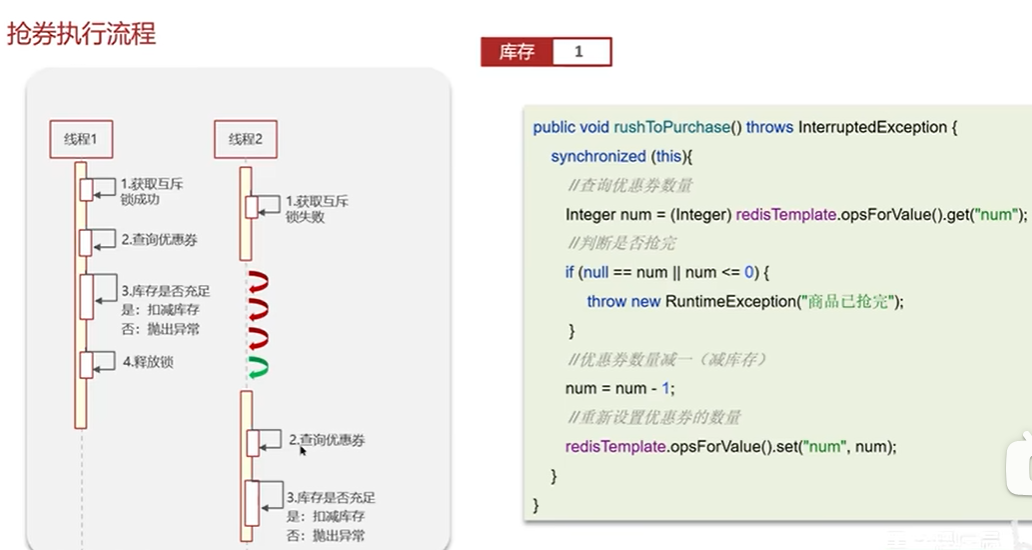 抢券执行流程
库存 1
线程1
线程2
1.获取互斥
锁成功
1.获取互斥
锁失败
2.查询优惠券
3.库存是否充足
是：扣减库存
否：抛出异常
4.释放锁
2.查询优惠券
3.库存是否充足
是：扣减库存
否：抛出异常
public void rushToPurchase() throws InterruptedException {
synchronized (this){
//查询优惠券数量
Integer num = (Integer) redisTemplate.opsForValue().get("num");
//判断是否抢完
if (null == num || num <= 0) {
throw new RuntimeException("商品已抢完");
}
//优惠券数量减一（减库存）
num = num - 1;
//重新设置优惠券的数量
redisTemplate.opsForValue().set("num", num);
}
}